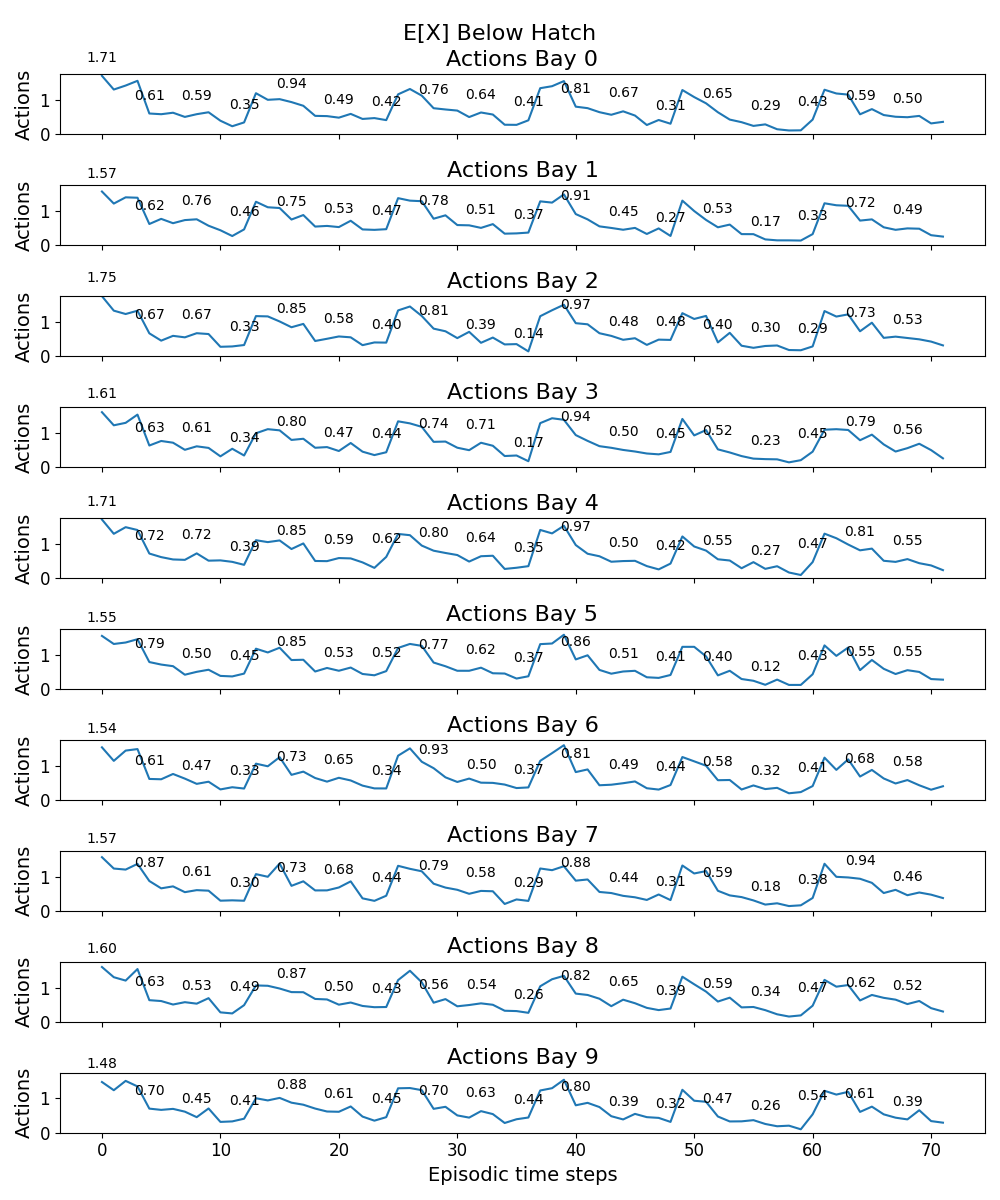 E[X] Below Hatch
Actions Bay 0
1.71 0.61 0.59 0.35 0.94 0.49 0.42 0.76 0.64 0.41 0.81 0.67 0.31 0.65 0.29 0.43 0.59 0.50
Actions
1
0
Actions Bay 1
1.57 0.62 0.76 0.46 0.75 0.53 0.47 0.78 0.51 0.37 0.91 0.45 0.27 0.53 0.17 0.33 0.72 0.49
Actions
1
0
Actions Bay 2
1.75 0.67 0.67 0.33 0.85 0.58 0.40 0.81 0.39 0.14 0.97 0.48 0.48 0.40 0.30 0.29 0.73 0.53
Actions
1
0
Actions Bay 3
1.61 0.63 0.61 0.34 0.80 0.47 0.44 0.74 0.71 0.17 0.94 0.50 0.45 0.52 0.23 0.45 0.79 0.56
Actions
1
0
Actions Bay 4
1.71 0.72 0.72 0.39 0.85 0.59 0.62 0.80 0.64 0.35 0.97 0.50 0.42 0.55 0.27 0.47 0.81 0.55
Actions
1
0
Actions Bay 5
1.55 0.79 0.50 0.45 0.85 0.53 0.52 0.77 0.62 0.37 0.86 0.51 0.41 0.40 0.12 0.43 0.55 0.55
Actions
1
0
Actions Bay 6
1.54 0.61 0.47 0.33 0.73 0.65 0.34 0.93 0.50 0.37 0.81 0.49 0.44 0.58 0.32 0.41 0.68 0.58
Actions
1
0
Actions Bay 7
1.57 0.87 0.61 0.30 0.73 0.68 0.44 0.79 0.58 0.29 0.88 0.44 0.31 0.59 0.18 0.38 0.94 0.46
Actions
1
0
Actions Bay 8
1.60 0.63 0.53 0.49 0.87 0.50 0.43 0.56 0.54 0.26 0.82 0.65 0.39 0.59 0.34 0.47 0.62 0.52
Actions
1
0
Actions Bay 9
1.48 0.70 0.45 0.41 0.88 0.61 0.45 0.70 0.63 0.44 0.80 0.39 0.32 0.47 0.26 0.54 0.61 0.39
Actions
1
0
0 10 20 30 40 50 60 70
Episodic time steps